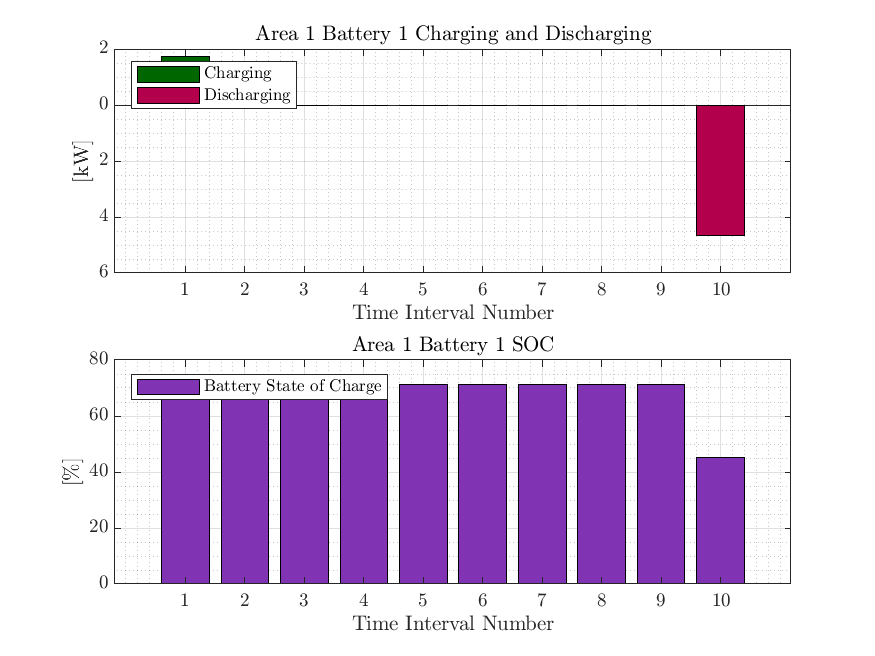 Area 1 Battery 1 Charging and Discharging
2
0
2
4
6
[kW]
Charging
Discharging
1 2 3 4 5 6 7 8 9 10
Time Interval Number
Area 1 Battery 1 SOC
80
60
40
20
0
[%]
Battery State of Charge
1 2 3 4 5 6 7 8 9 10
Time Interval Number